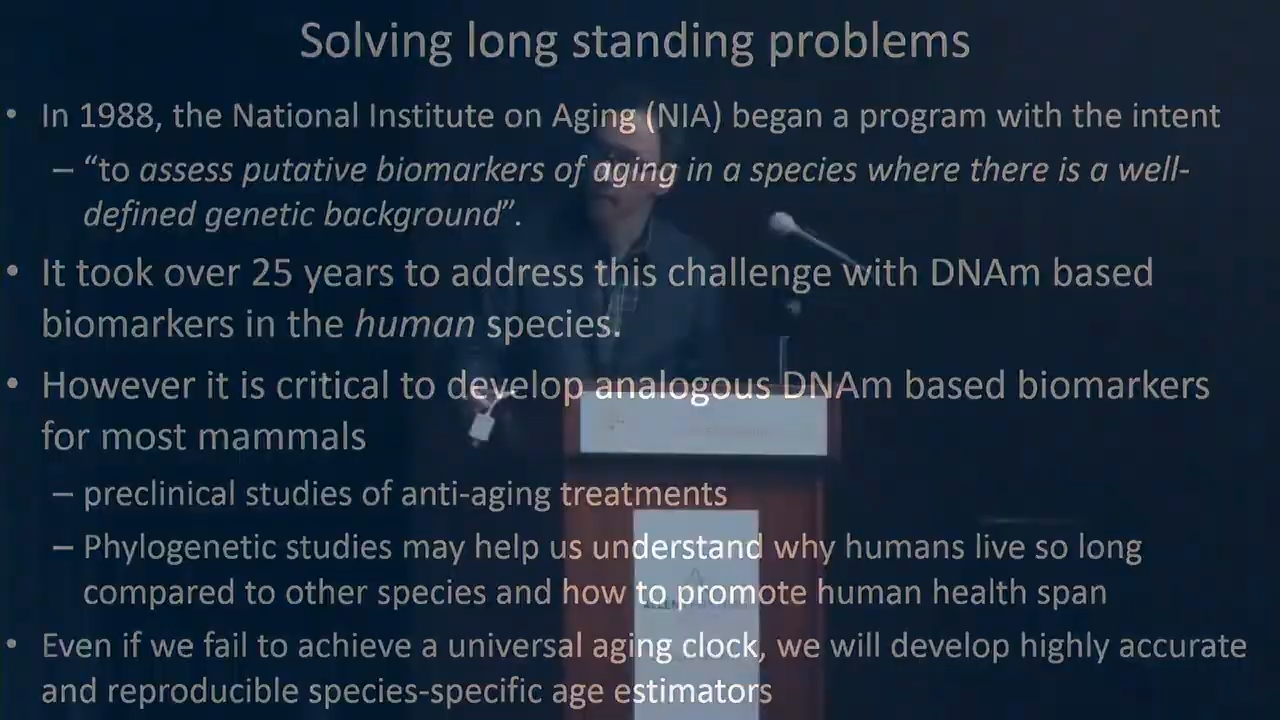 Solving long standing problems
• In 1988, the National Institute on Aging (NIA) began a program with the intent
– “to assess putative biomarkers of aging in a species where there is a well-
defined genetic background”.
• It took over 25 years to address this challenge with DNAm based
biomarkers in the human species.
• However it is critical to develop analogous DNAm based biomarkers
for most mammals
– preclinical studies of anti-aging treatments
– Phylogenetic studies may help us understand why humans live so long
compared to other species and how to promote human health span
• Even if we fail to achieve a universal aging clock, we will develop highly accurate
and reproducible species-specific age estimators